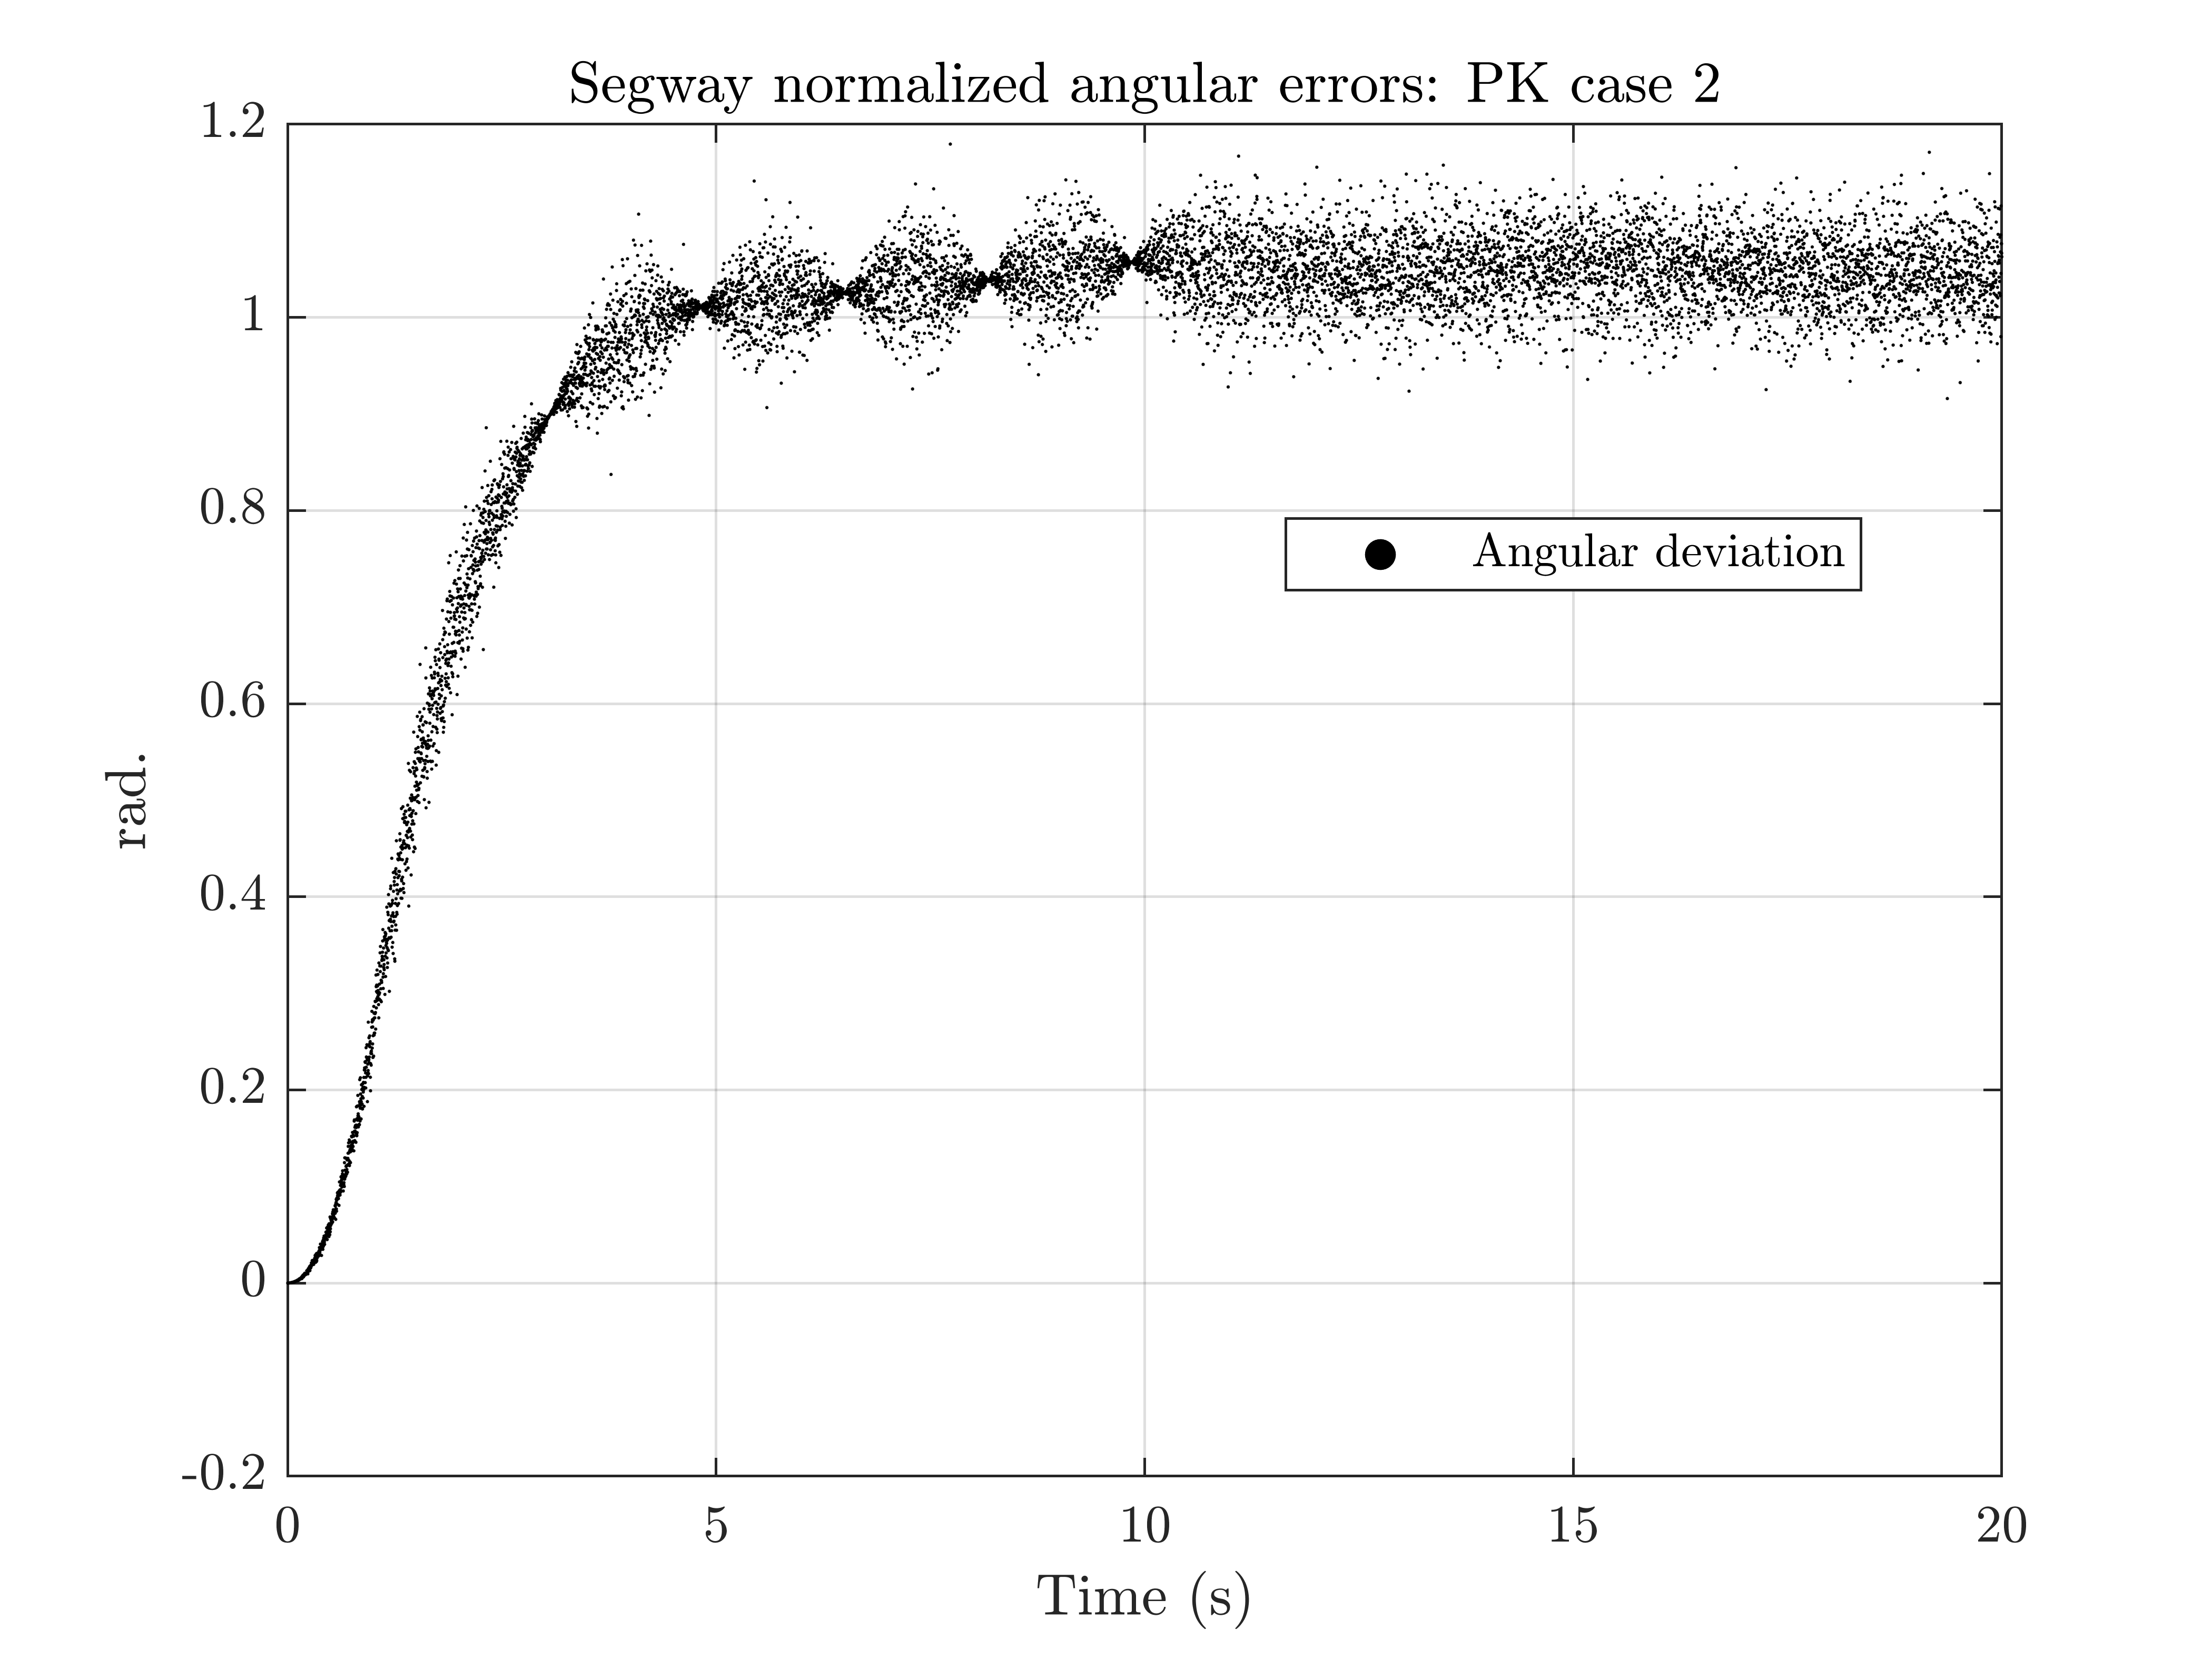 Segway normalized angular errors: PK case 2
1.2
1
0.8
0.6
0.4
0.2
0
-0.2
rad.
Angular deviation
0 5 10 15 20
Time (s)